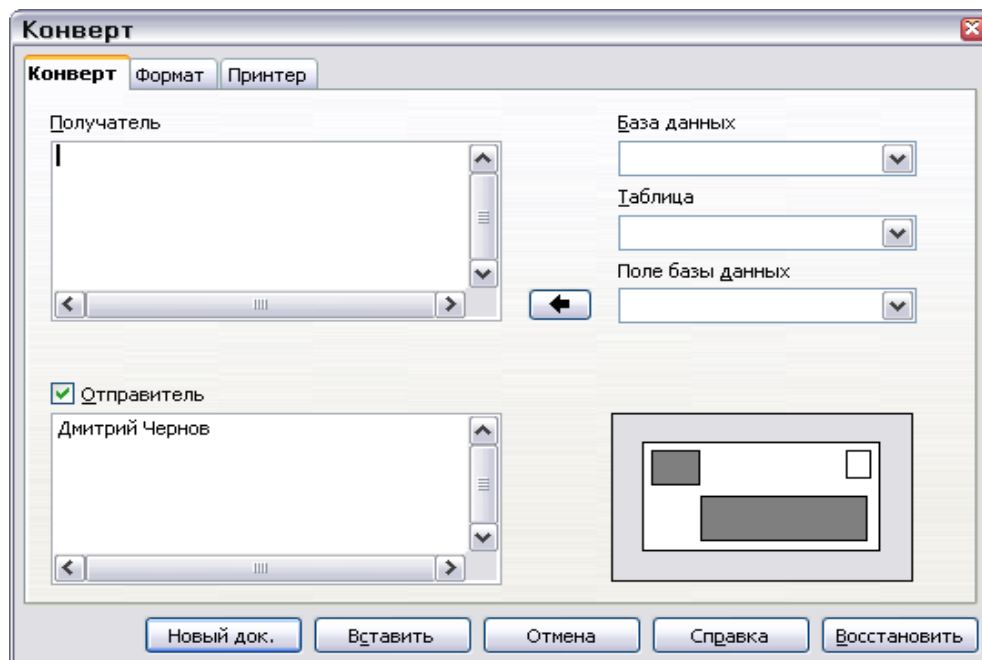 Конверт
Конверт Формат Принтер
Получатель
База данных
Таблица
Поле базы данных
Отправитель
Дмитрий Чернов
Новый док. Вставить Отмена Справка Восстановить